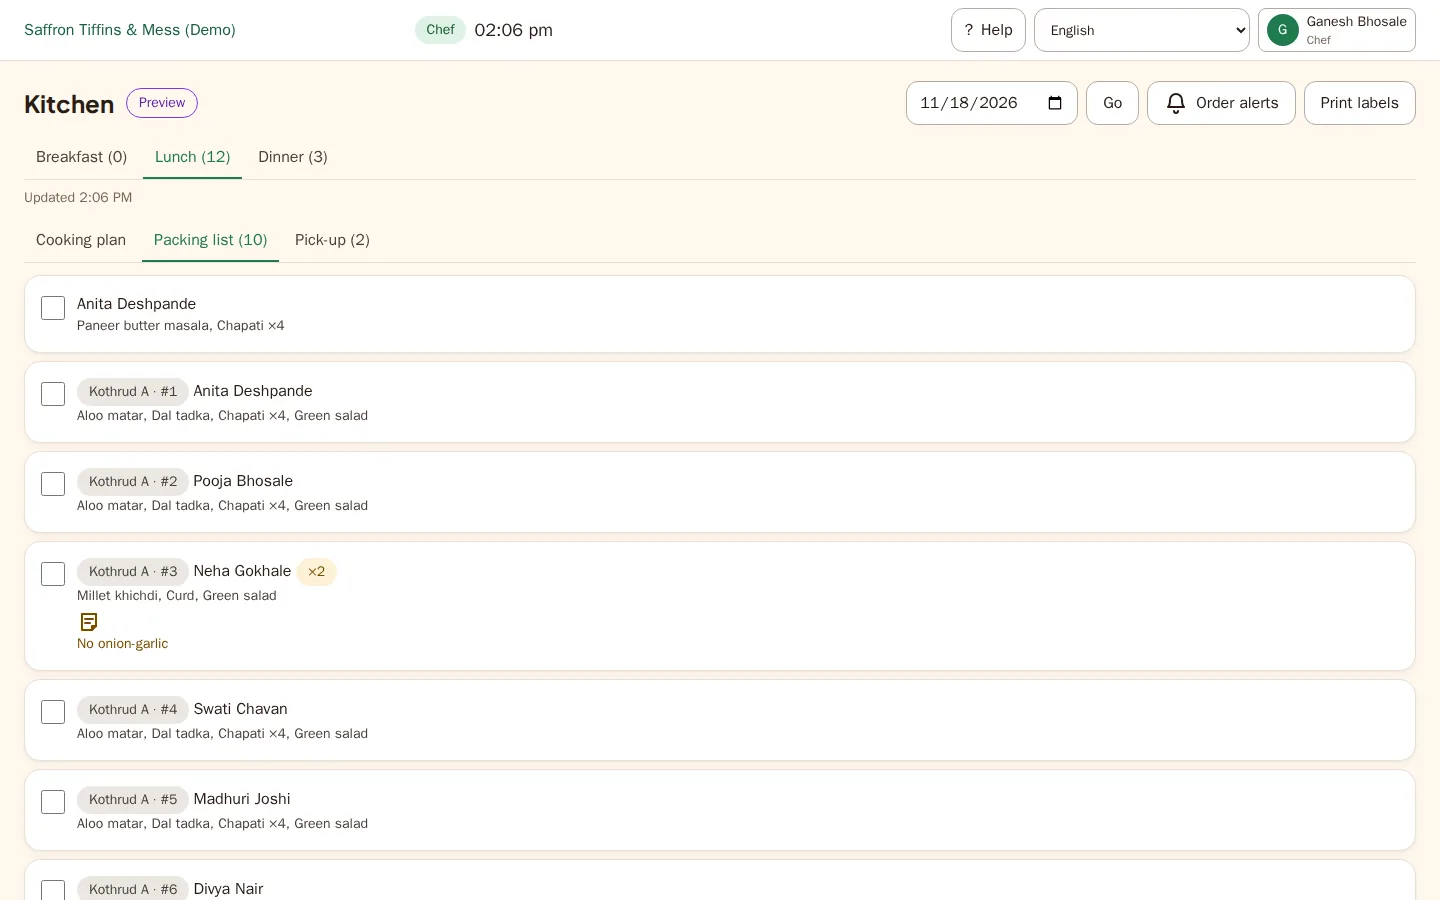 Saffron Tiffins & Mess (Demo)
Chef 02:06 pm
? Help
English
G
Ganesh Bhosale
Chef
Kitchen
Preview
11/18/2026
Go
Order alerts
Print labels
Breakfast (0) Lunch (12) Dinner (3)
Updated 2:06 PM
Cooking plan Packing list (10) Pick-up (2)
Anita Deshpande
Paneer butter masala, Chapati ×4
Kothrud A · #1 Anita Deshpande
Aloo matar, Dal tadka, Chapati ×4, Green salad
Kothrud A · #2 Pooja Bhosale
Aloo matar, Dal tadka, Chapati ×4, Green salad
Kothrud A · #3 Neha Gokhale ×2
Millet khichdi, Curd, Green salad
No onion-garlic
Kothrud A · #4 Swati Chavan
Aloo matar, Dal tadka, Chapati ×4, Green salad
Kothrud A · #5 Madhuri Joshi
Aloo matar, Dal tadka, Chapati ×4, Green salad
Kothrud A · #6 Divya Nair